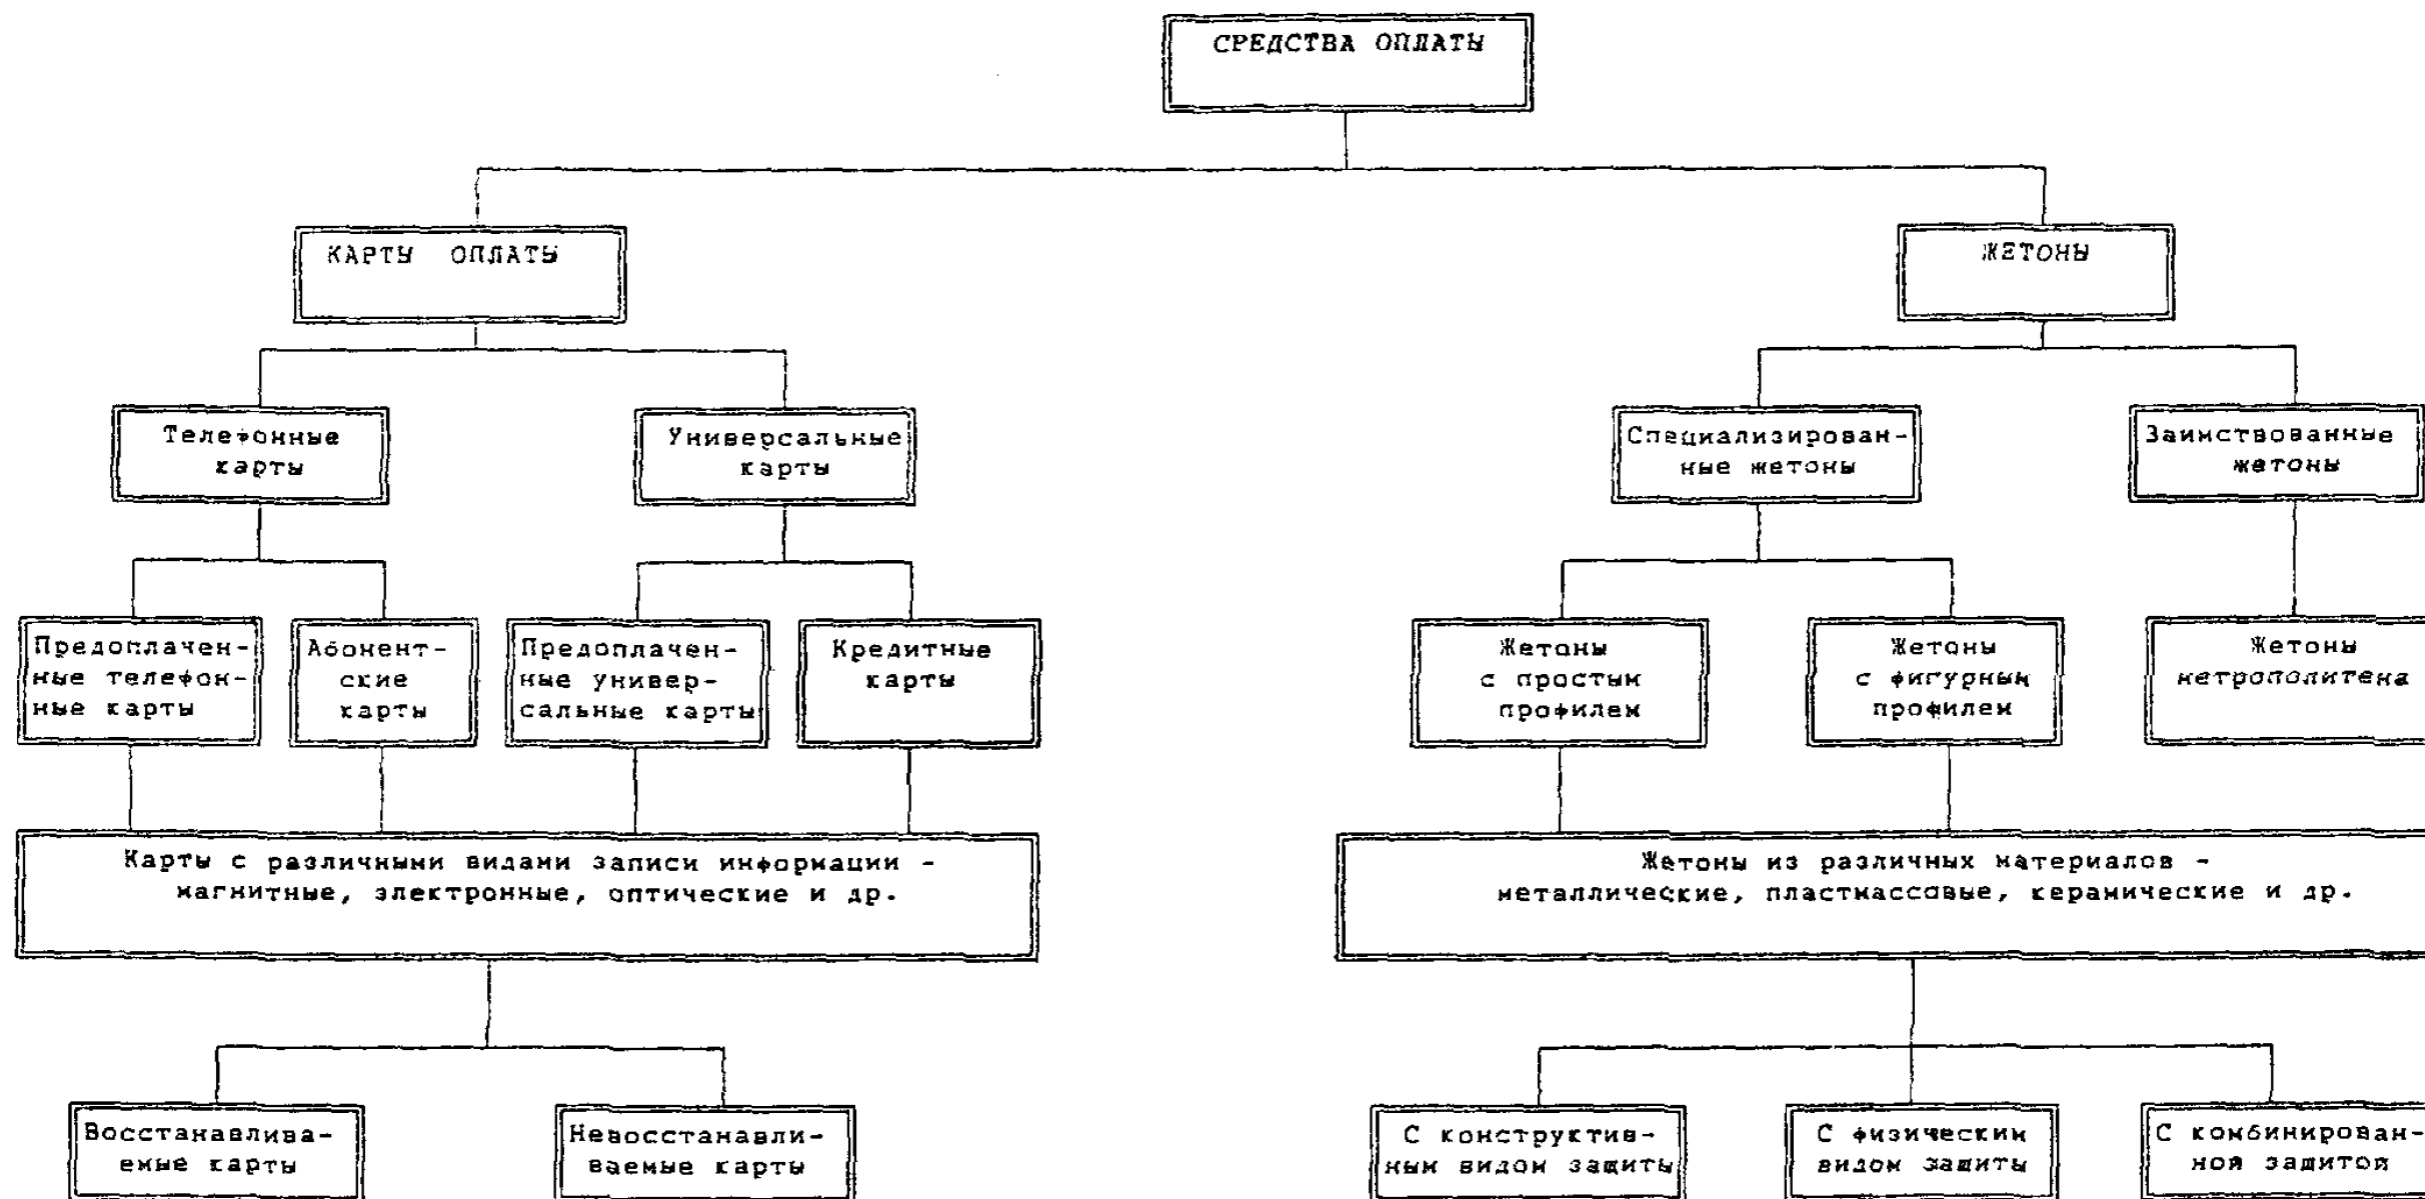 СРЕДСТВА ОПЛАТЫ
КАРТЫ ОПЛАТЫ
ЖЕТОНЫ
Телефонные
карты
Универсальные
карты
Специализирован-
ные жетоны
Заимствованные
жетоны
Предоплачен-
ные телефон-
ные карты
Абонент-
ские
карты
Предоплачен-
ные универ-
сальные карты
Кредитные
карты
Жетоны
с простым
профилем
Жетоны
с фигурным
профилем
Жетоны
метрополитена
Карты с различными видами записи информации -
магнитные, электронные, оптические и др.
Жетоны из различных материалов -
металлические, пластмассовые, керамические и др.
Восстанавлива-
емые карты
Невосстанавли-
ваемые карты
С конструктив-
ным видом защиты
С физическим
видом защиты
С комбинирован-
ной защитой